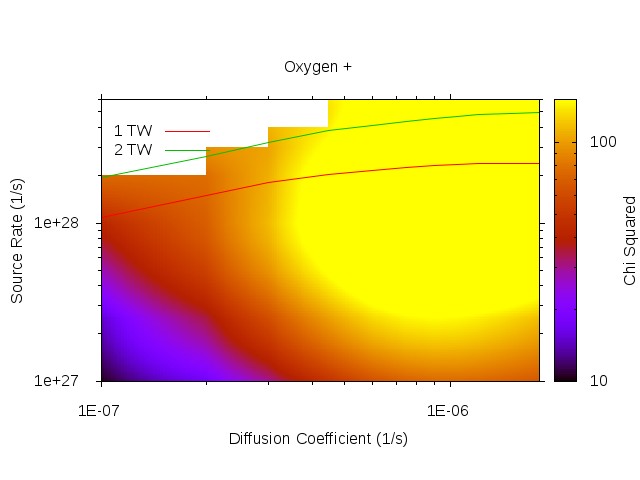 Oxygen +
1 TW
2 TW
100
1e+28
Source Rate (1/s)
Chi Squared
1e+27
10
1E-07
1E-06
Diffusion Coefficient (1/s)